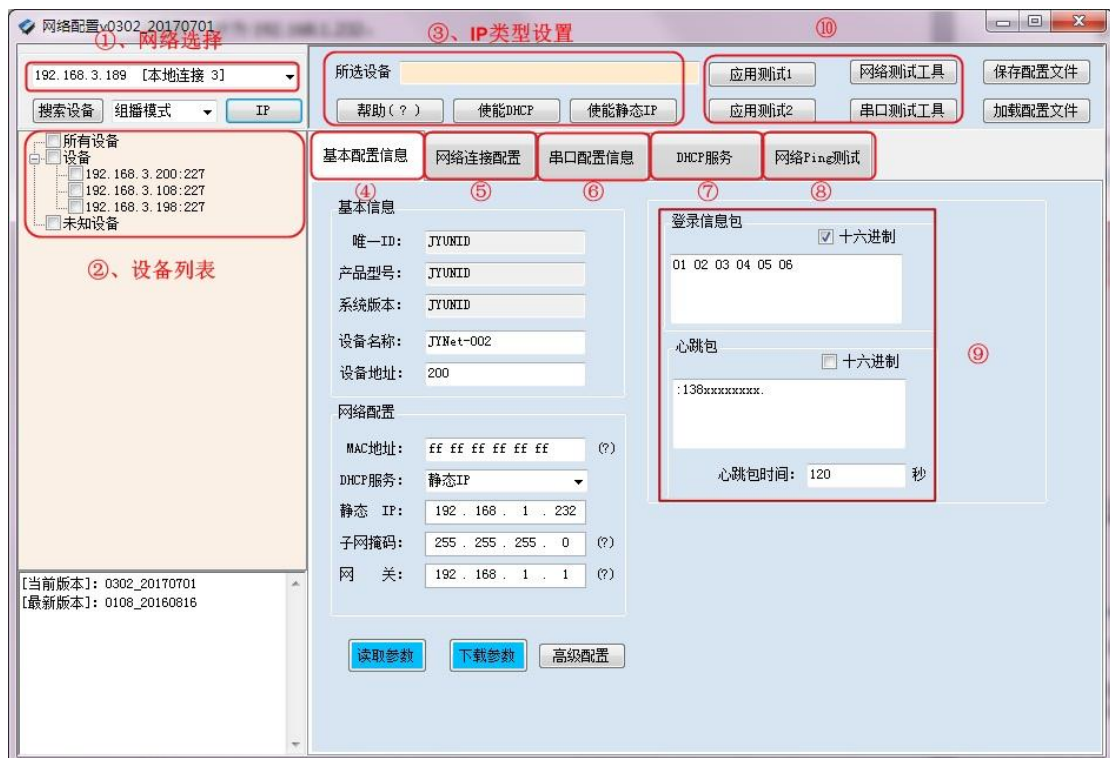 网络配置v0302_20170701
①、网络选择
③、IP类型设置
⑩
192.168.3.189 [本地连接 3]
所选设备
应用测试1
网络测试工具
保存配置文件
搜索设备 组播模式 IP
帮助(?) 使能DHCP 使能静态IP
应用测试2
串口测试工具
加载配置文件
所有设备
设备
192.168.3.200:227
192.168.3.108:227
192.168.3.198:227
未知设备
②、设备列表
基本配置信息 网络连接配置 串口配置信息 DHCP服务 网络Ping测试
④ ⑤ ⑥ ⑦ ⑧
基本信息
唯一ID: JYUNID
产品型号: JYUNID
系统版本: JYUNID
设备名称: JYNet-002
设备地址: 200
网络配置
MAC地址: ff ff ff ff ff ff (?)
DHCP服务: 静态IP
静态 IP: 192 . 168 . 1 . 232
子网掩码: 255 . 255 . 255 . 0 (?)
网 关: 192 . 168 . 1 . 1 (?)
读取参数 下载参数 高级配置
登录信息包
十六进制
01 02 03 04 05 06
心跳包
十六进制
:138xxxxxxxx.
心跳包时间: 120 秒
⑨
[当前版本]: 0302_20170701
[最新版本]: 0108_20160816